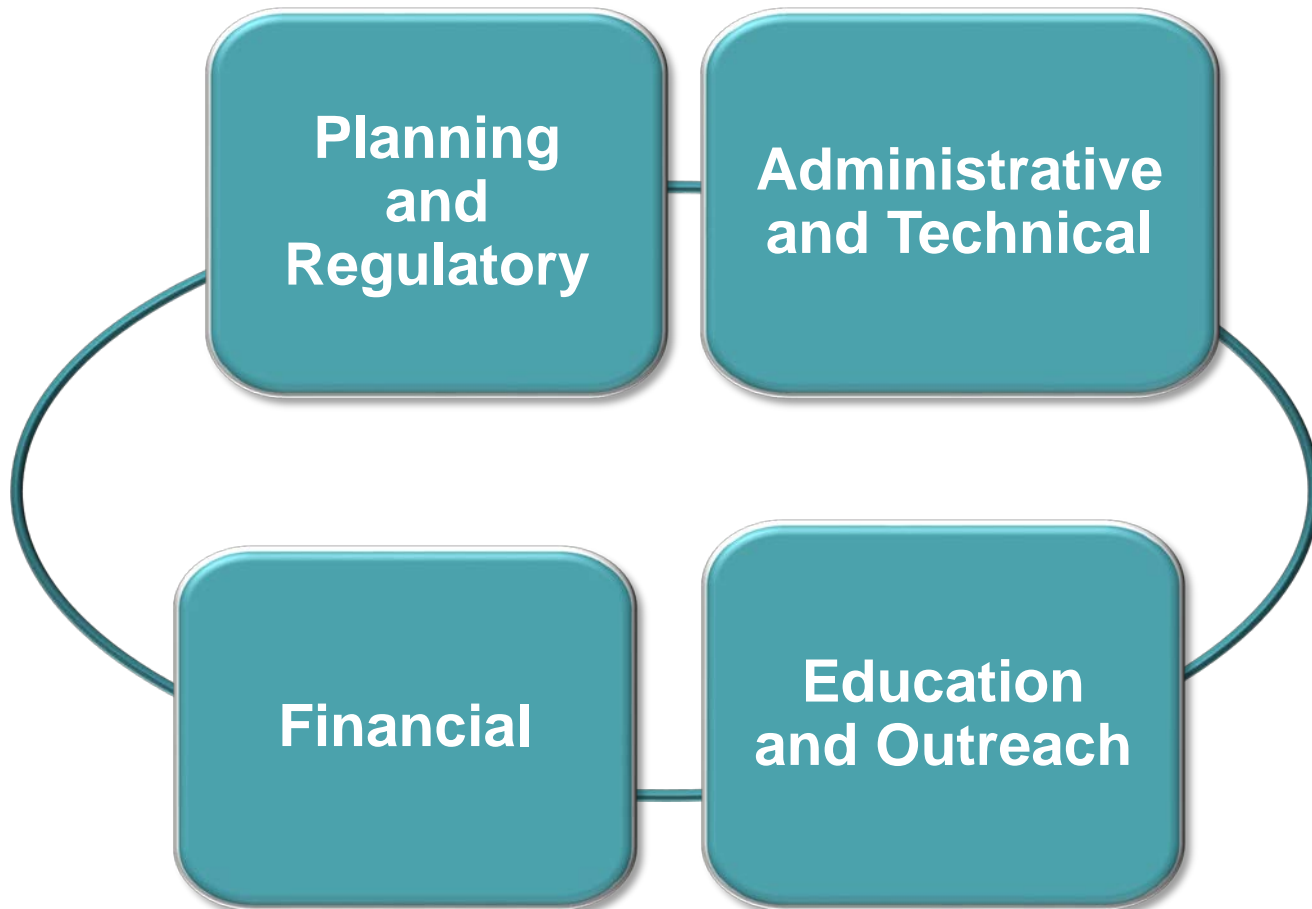 Planning
and
Regulatory
Administrative
and Technical
Financial
Education
and Outreach